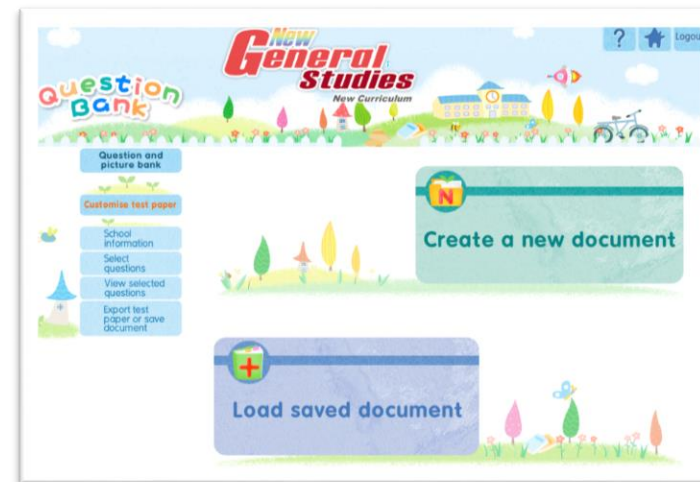 New
General
Studies
New Curriculum
?
Logou
Question
Bank
Question and
picture bank
Customise test paper
School
information
Select
questions
View selected
questions
Export test
paper or save
document
N
Create a new document
Load saved document